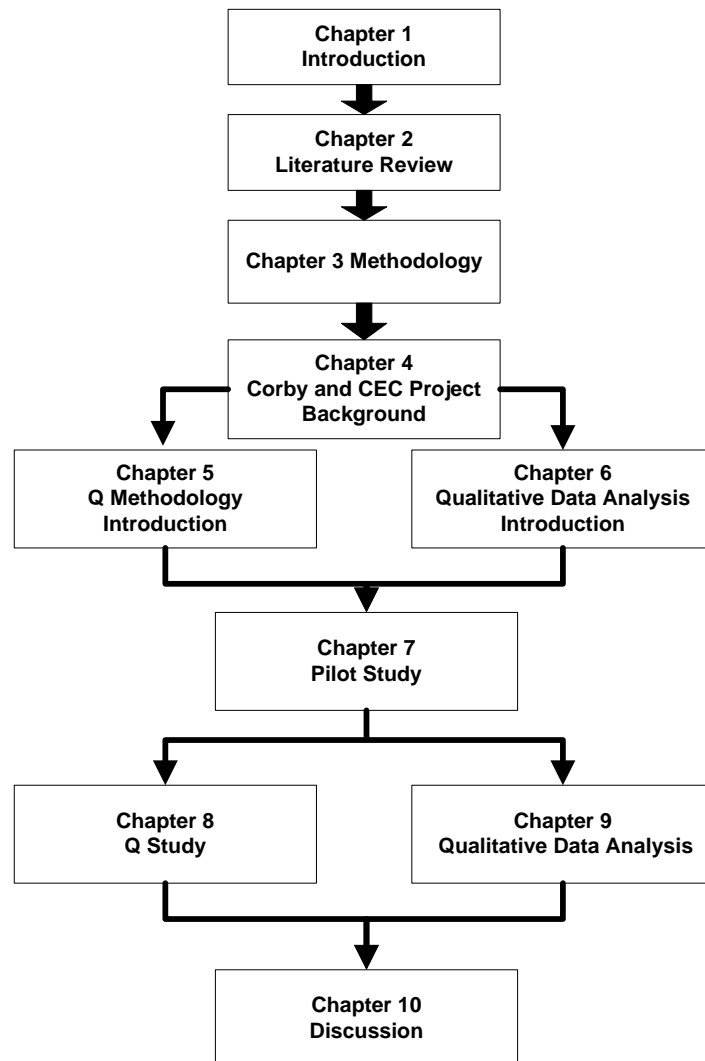 Chapter 1
Introduction
Chapter 2
Literature Review
Chapter 3 Methodology
Chapter 4
Corby and CEC Project
Background
Chapter 5
Q Methodology
Introduction
Chapter 6
Qualitative Data Analysis
Introduction
Chapter 7
Pilot Study
Chapter 8
Q Study
Chapter 9
Qualitative Data Analysis
Chapter 10
Discussion